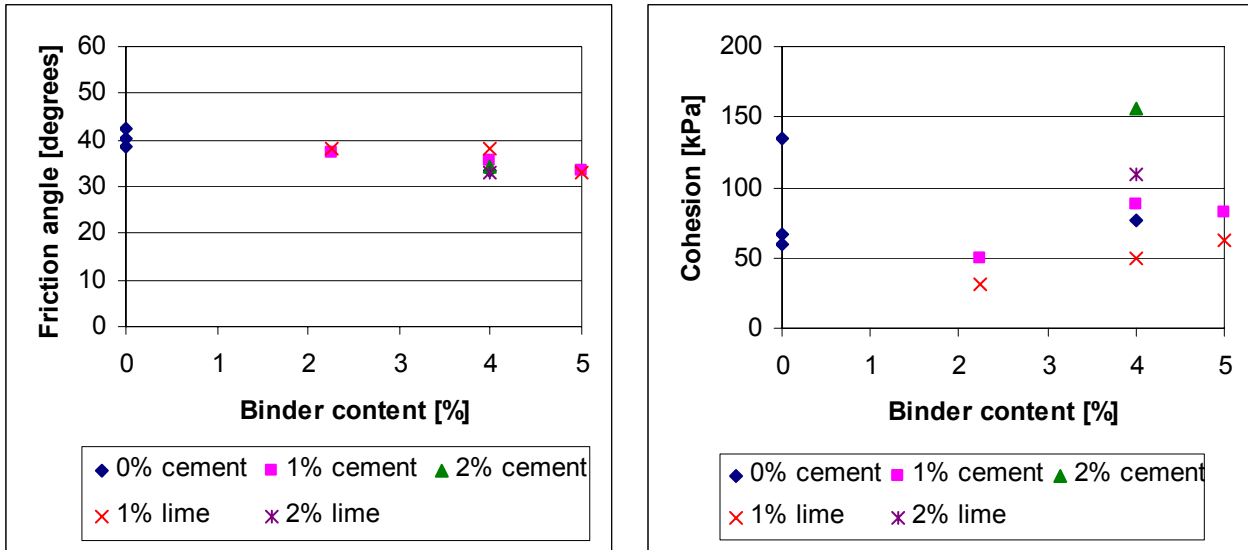 Friction angle [degrees]
60
50
40
30
20
10
0
0 1 2 3 4 5
Binder content [%]
0% cement 1% cement 2% cement
1% lime 2% lime
Cohesion [kPa]
200
150
100
50
0
0 1 2 3 4 5
Binder content [%]
0% cement 1% cement 2% cement
1% lime 2% lime